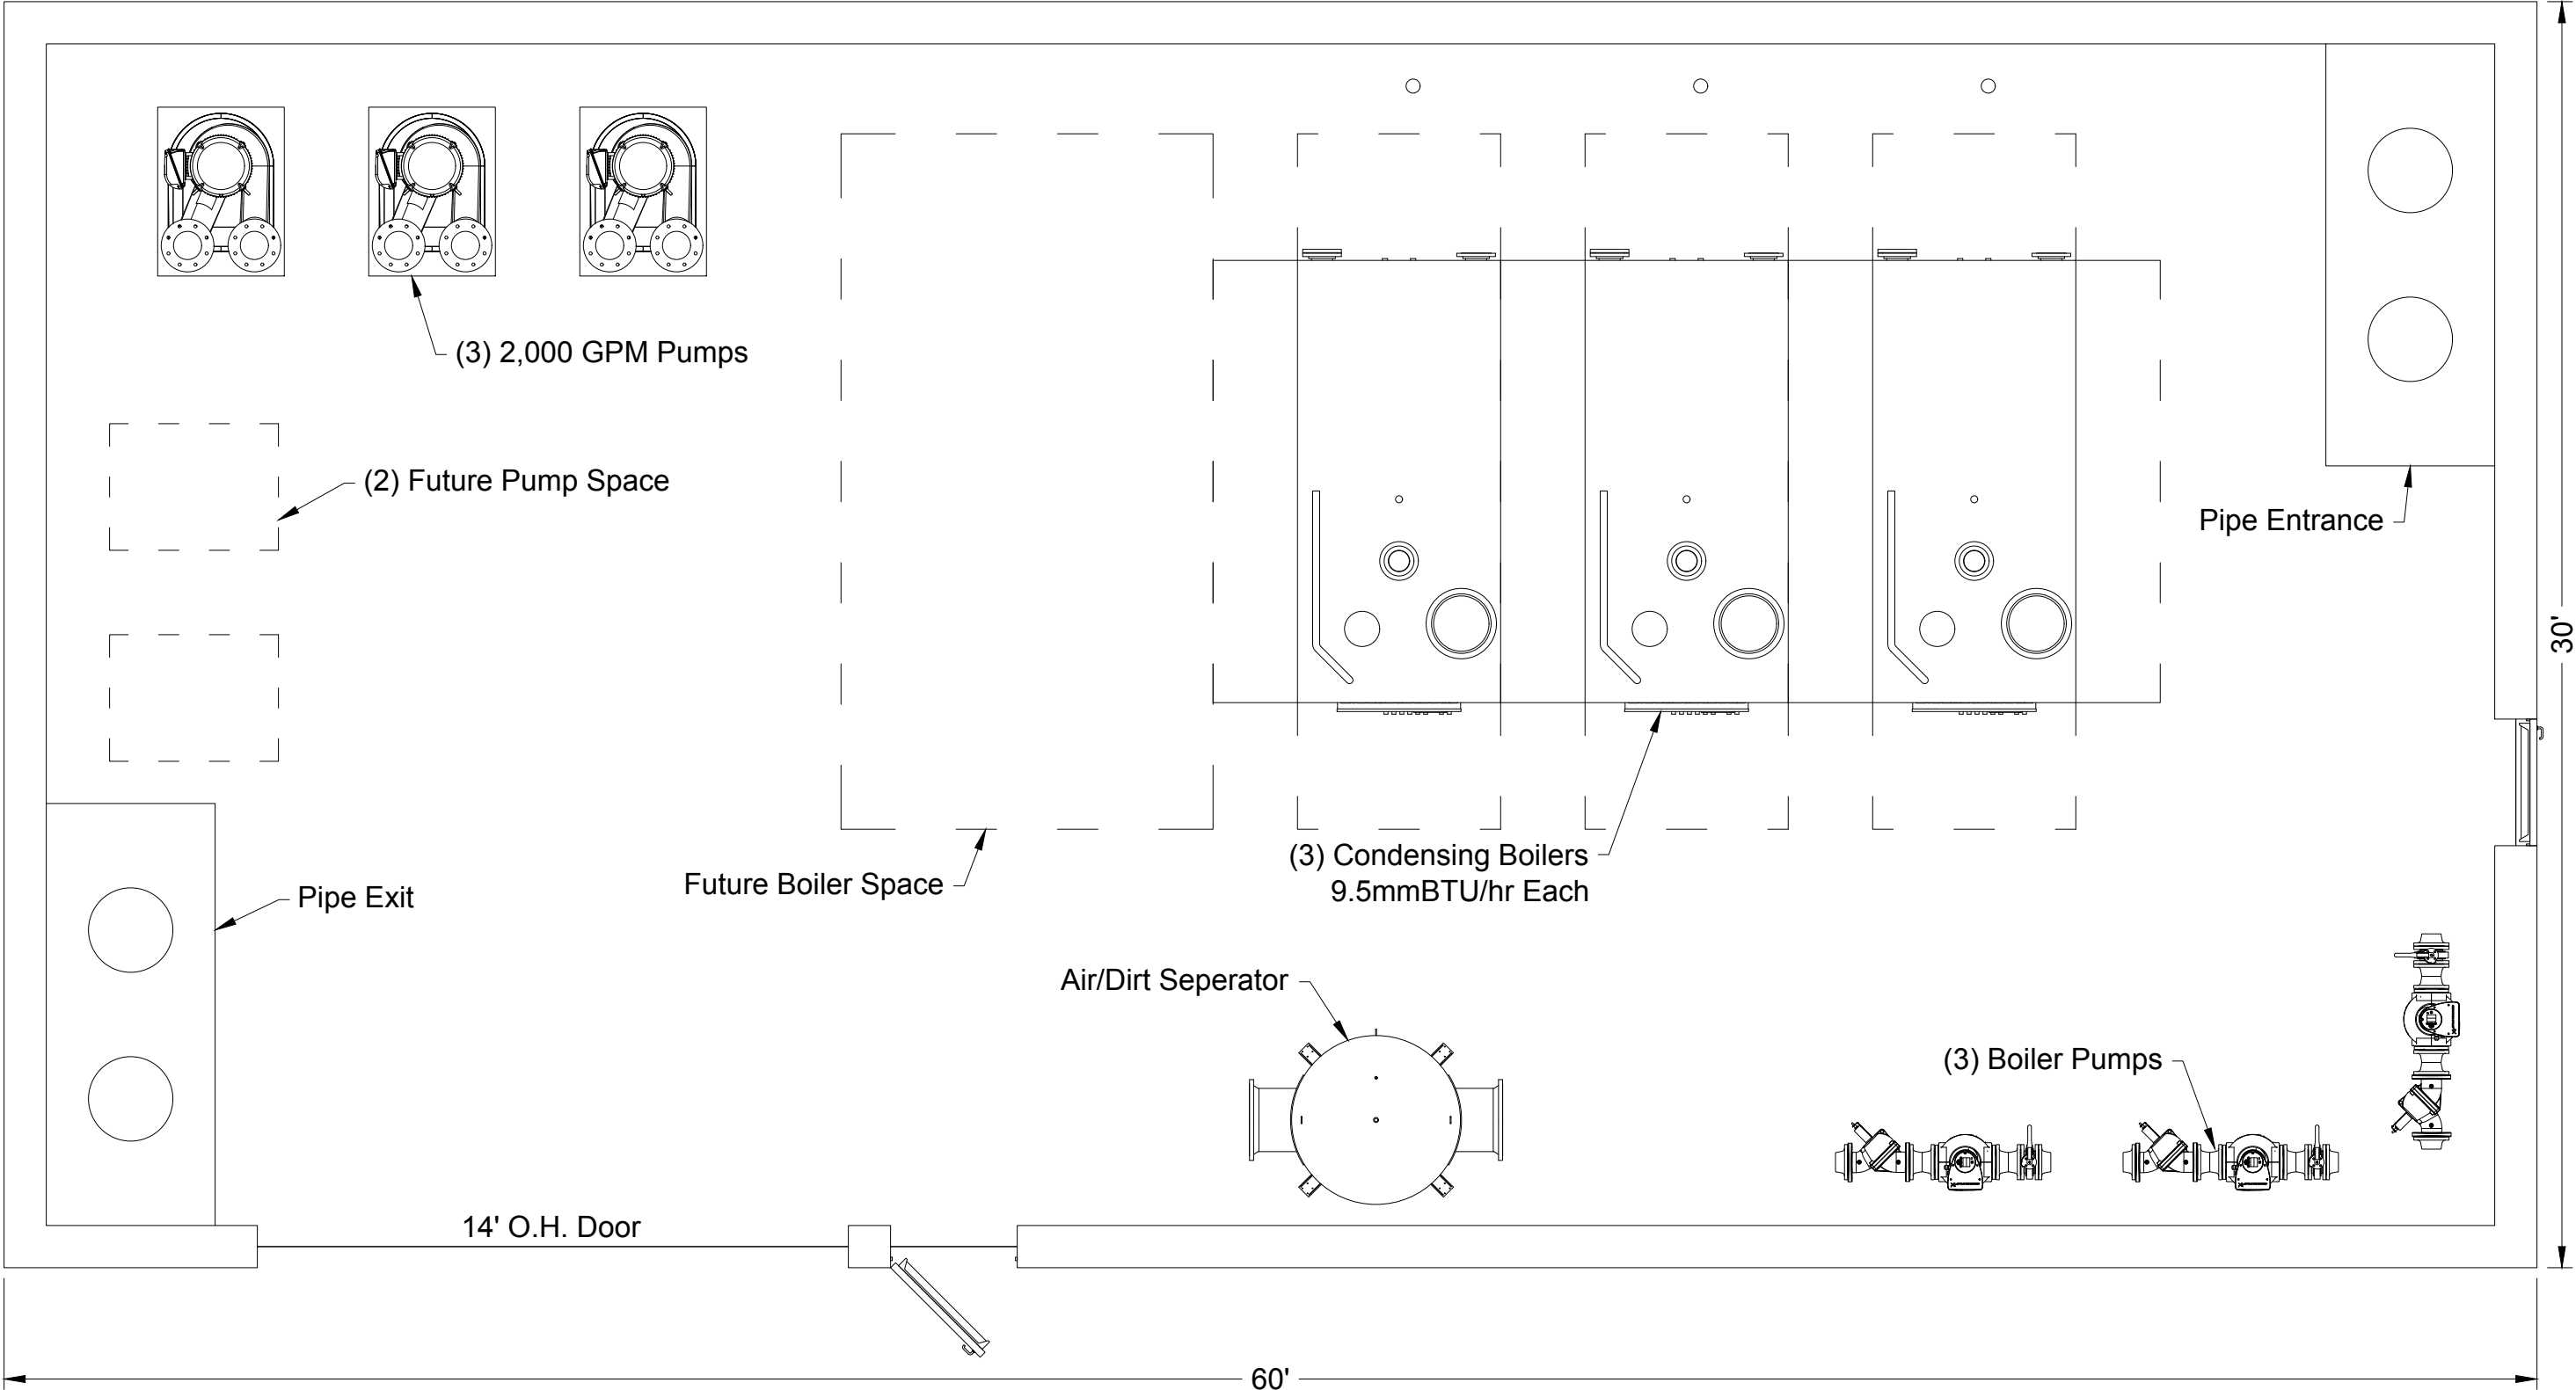 (3) 2,000 GPM Pumps
(2) Future Pump Space
Pipe Entrance
30'
Future Boiler Space
(3) Condensing Boilers
9.5mmBTU/hr Each
Pipe Exit
Air/Dirt Seperator
(3) Boiler Pumps
14' O.H. Door
60'